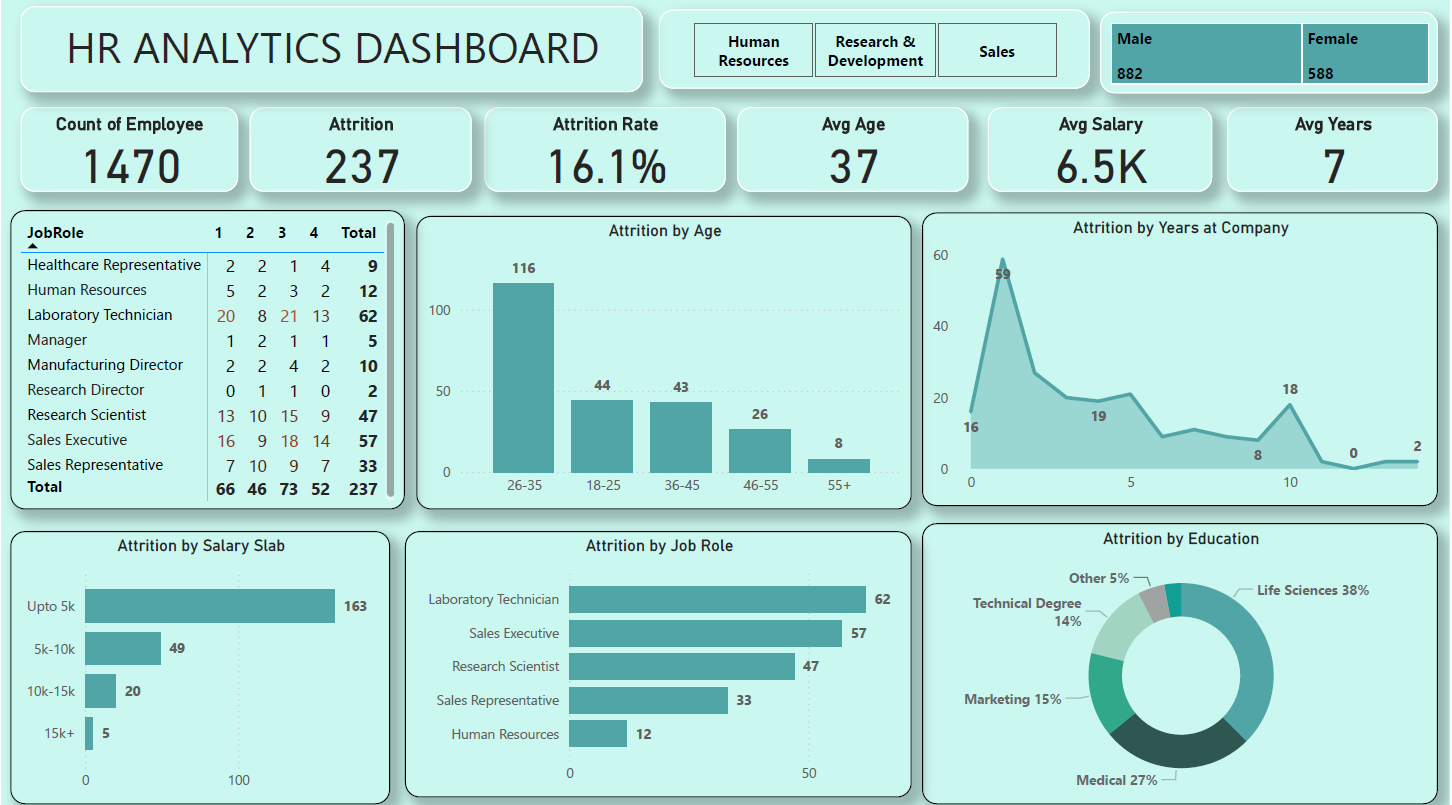 HR ANALYTICS DASHBOARD
Human
Resources
Research &
Development
Sales
Male
882
Female
588
Count of Employee
1470
Attrition
237
Attrition Rate
16.1%
Avg Age
37
Avg Salary
6.5K
Avg Years
7
JobRole 1 2 3 4 Total
Healthcare Representative 2 2 1 4 9
Human Resources 5 2 3 2 12
Laboratory Technician 20 8 21 13 62
Manager 1 2 1 1 5
Manufacturing Director 2 2 4 2 10
Research Director 0 1 1 0 2
Research Scientist 13 10 15 9 47
Sales Executive 16 9 18 14 57
Sales Representative 7 10 9 7 33
Total 66 46 73 52 237
Attrition by Age
116
100
44
43
50
26
8
0
26-35 18-25 36-45 46-55 55+
Attrition by Years at Company
60
59
40
20
18
19
16
8
0
2
0
0 5 10
Attrition by Salary Slab
Upto 5k 163
5k-10k 49
10k-15k 20
15k+ 5
0 100
Attrition by Job Role
Laboratory Technician 62
Sales Executive 57
Research Scientist 47
Sales Representative 33
Human Resources 12
0 50
Attrition by Education
Other 5%
Life Sciences 38%
Technical Degree
14%
Marketing 15%
Medical 27%